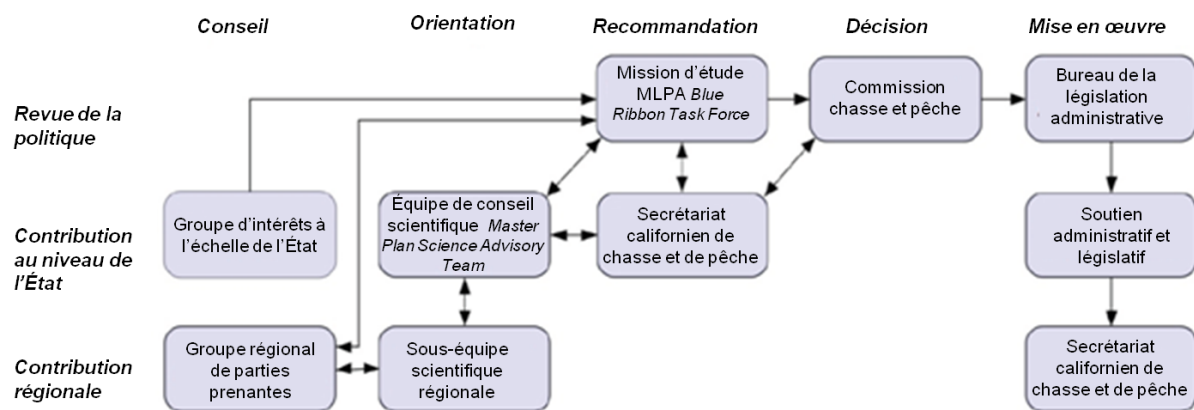 Conseil
Orientation
Recommandation
Décision
Mise en œuvre
Revue de la
politique
Mission d'étude
MLPA Blue
Ribbon Task Force
Commission
chasse et pêche
Bureau de la
législation
administrative
Contribution
au niveau de
l'État
Groupe d'intérêts à
l'échelle de l'État
Équipe de conseil
scientifique Master
Plan Science Advisory
Team
Secrétariat
californien de
chasse et de pêche
Soutien
administratif et
législatif
Contribution
régionale
Groupe régional
de parties
prenantes
Sous-équipe
scientifique
régionale
Secrétariat
californien de
chasse et de pêche